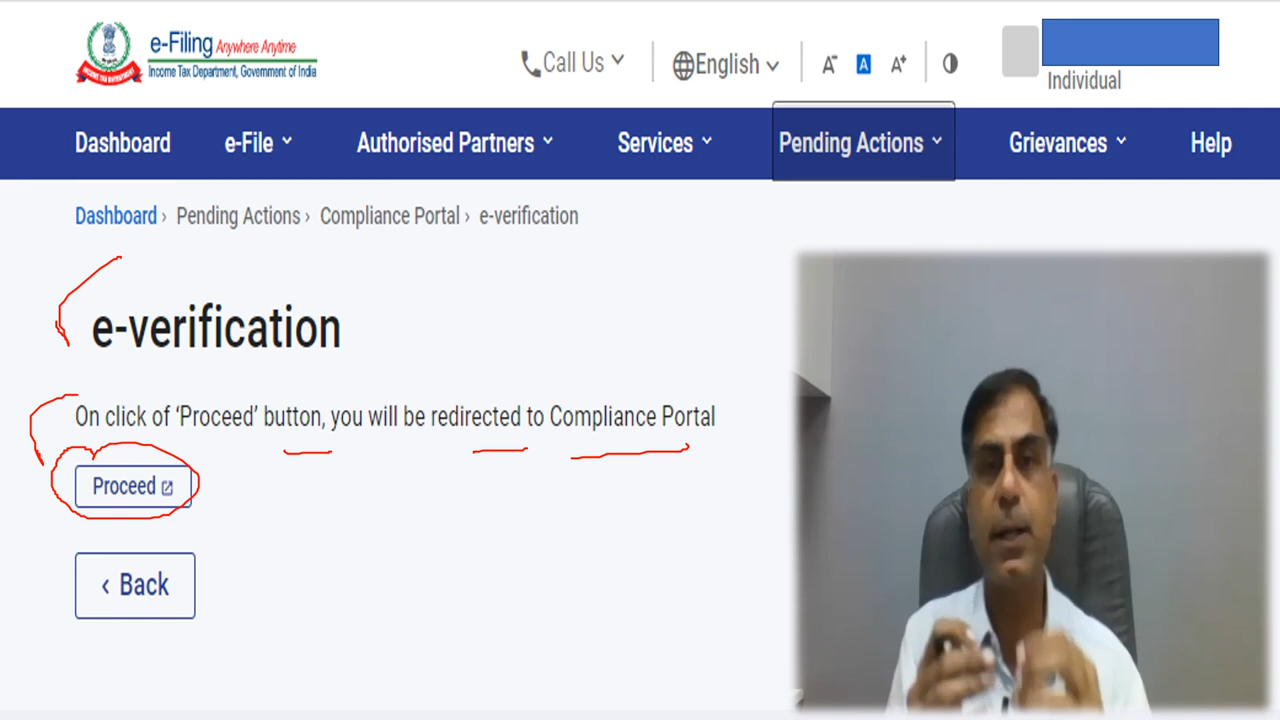 e-Filing Anywhere Anytime
Income Tax Department, Government of India
Call Us
English
A-
A
A+
Individual
Dashboard e-File Authorised Partners Services Pending Actions Grievances Help
Dashboard › Pending Actions › Compliance Portal › e-verification
e-verification
On click of ‘Proceed’ button, you will be redirected to Compliance Portal
Proceed
‹ Back